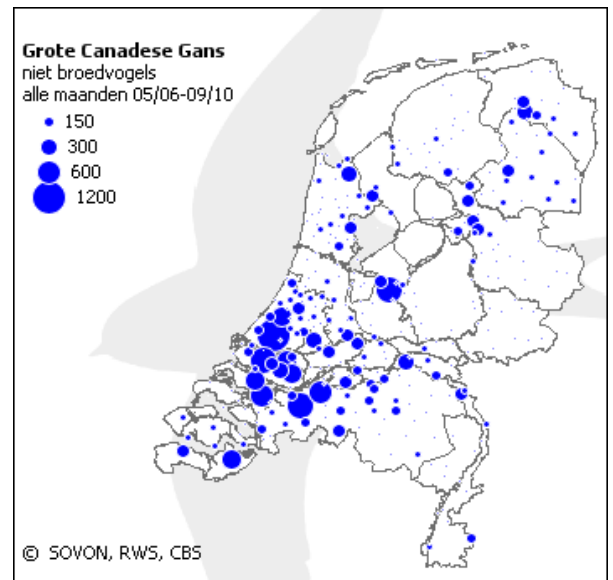 Grote Canadese Gans
niet broedvogels
alle maanden 05/06-09/10
150
300
600
1200
© SOVON, RWS, CBS